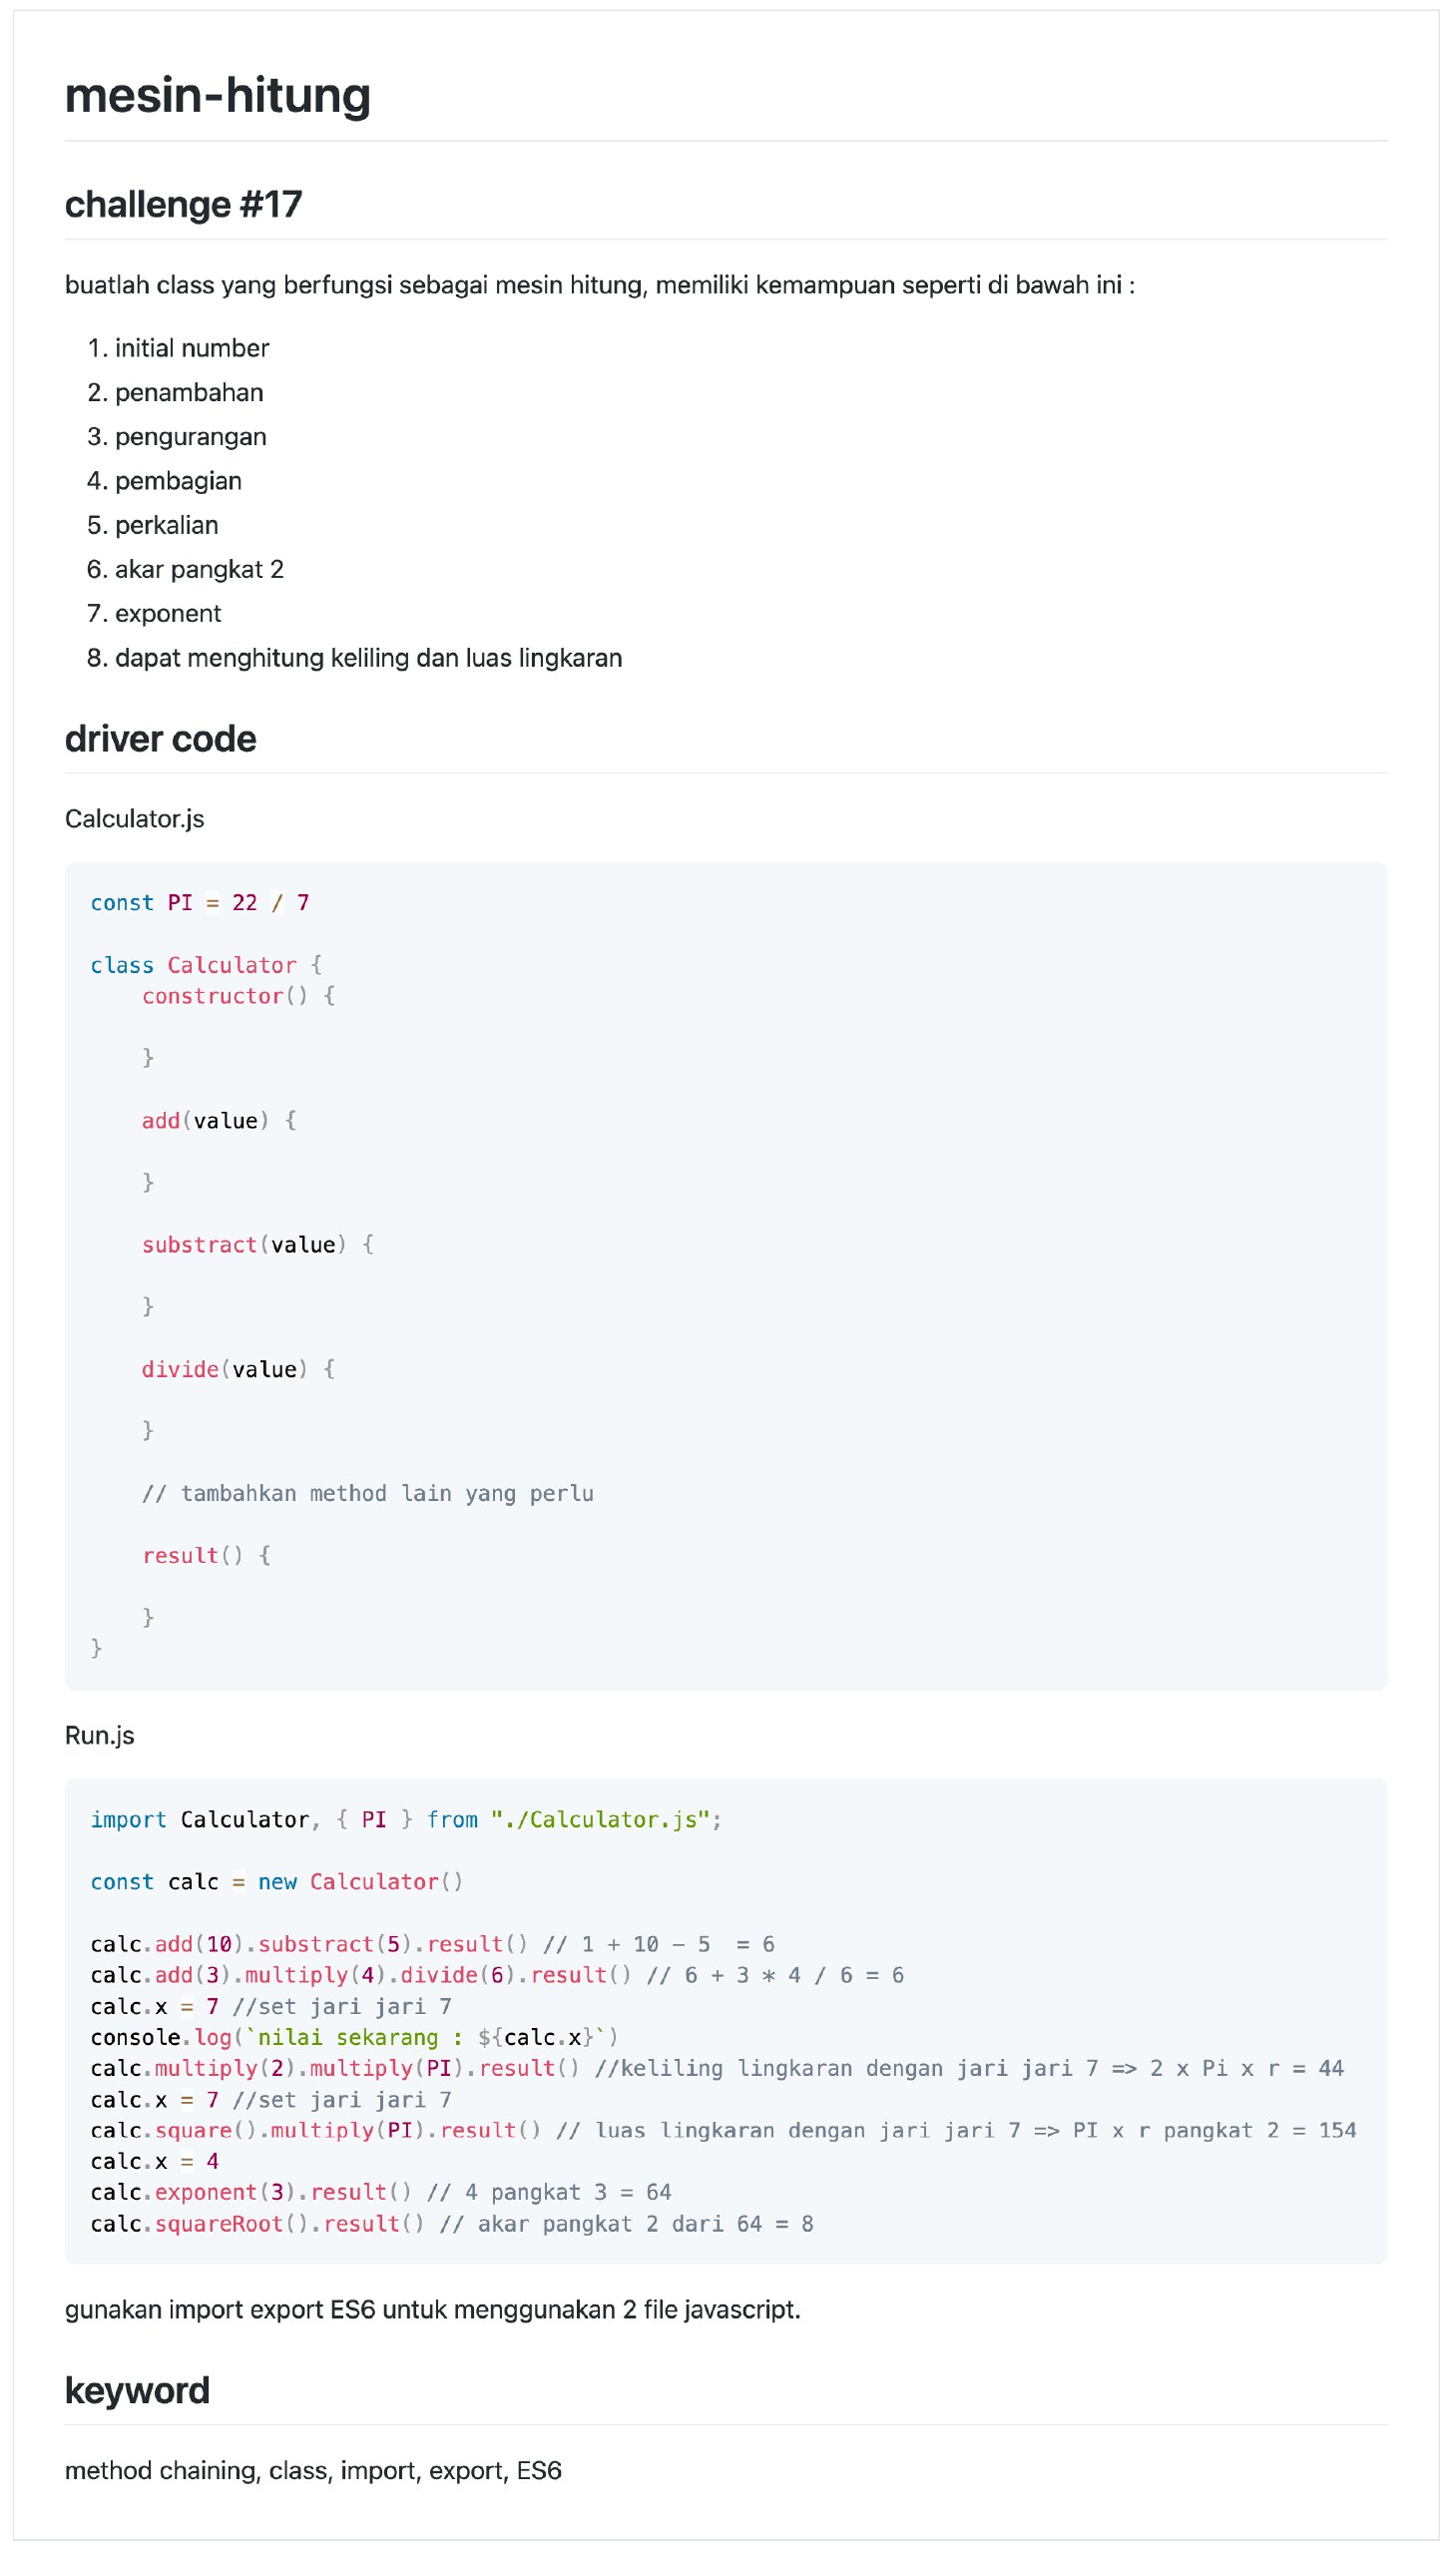 mesin-hitung
challenge #17
buatlah class yang berfungsi sebagai mesin hitung, memiliki kemampuan seperti di bawah ini :
1. initial number
2. penambahan
3. pengurangan
4. pembagian
5. perkalian
6. akar pangkat 2
7. exponent
8. dapat menghitung keliling dan luas lingkaran
driver code
Calculator.js
const PI = 22 / 7
class Calculator {
    constructor() {
    }
    add(value) {
    }
    substract(value) {
    }
    divide(value) {
    }
    // tambahkan method lain yang perlu
    result() {
    }
}
Run.js
import Calculator, { PI } from "./Calculator.js";
const calc = new Calculator()
calc.add(10).substract(5).result() // 1 + 10 - 5  = 6
calc.add(3).multiply(4).divide(6).result() // 6 + 3 * 4 / 6 = 6
calc.x = 7 //set jari jari 7
console.log(`nilai sekarang : ${calc.x}`)
calc.multiply(2).multiply(PI).result() //keliling lingkaran dengan jari jari 7 => 2 x Pi x r = 44
calc.x = 7 //set jari jari 7
calc.square().multiply(PI).result() // luas lingkaran dengan jari jari 7 => PI x r pangkat 2 = 154
calc.x = 4
calc.exponent(3).result() // 4 pangkat 3 = 64
calc.squareRoot().result() // akar pangkat 2 dari 64 = 8
gunakan import export ES6 untuk menggunakan 2 file javascript.
keyword
method chaining, class, import, export, ES6